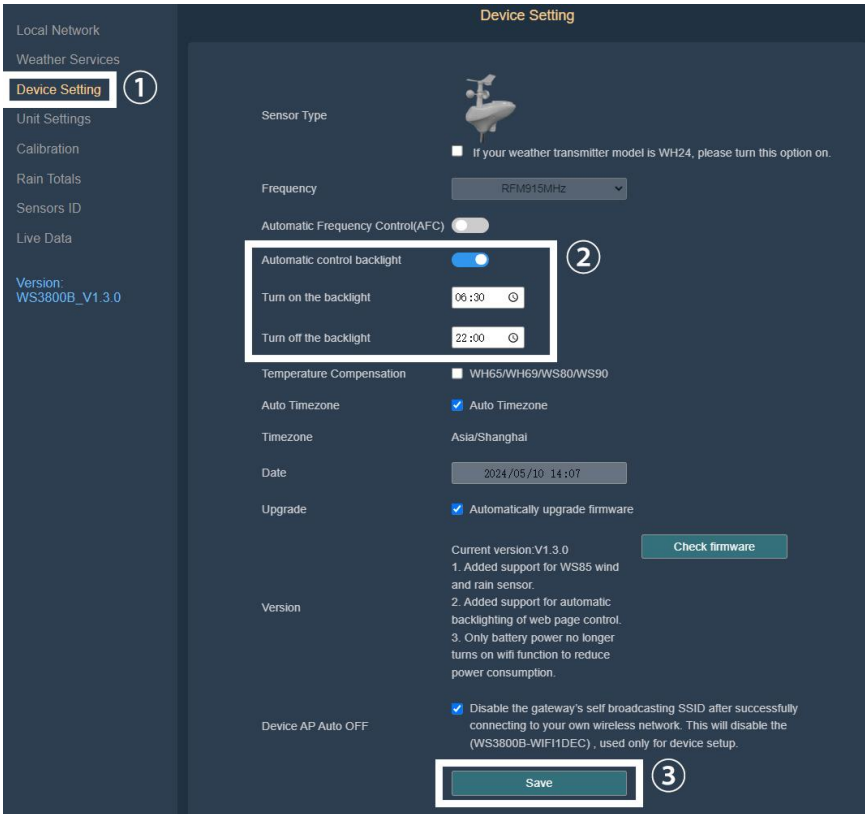 Device Setting
Local Network
Weather Services
Device Setting
①
Unit Settings
Calibration
Rain Totals
Sensors ID
Live Data
Version:
WS3800B_V1.3.0
Sensor Type
If your weather transmitter model is WH24, please turn this option on.
Frequency
RFM915MHz
Automatic Frequency Control(AFC)
②
Automatic control backlight
Turn on the backlight
06:30
Turn off the backlight
22:00
Temperature Compensation
WH65/WH69/WS80/WS90
Auto Timezone
Auto Timezone
Timezone
Asia/Shanghai
Date
2024/05/10 14:07
Upgrade
Automatically upgrade firmware
Version
Current version:V1.3.0
Check firmware
1. Added support for WS85 wind
and rain sensor.
2. Added support for automatic
backlighting of web page control.
3. Only battery power no longer
turns on wifi function to reduce
power consumption.
Device AP Auto OFF
Disable the gateway's self broadcasting SSID after successfully
connecting to your own wireless network. This will disable the
(WS3800B-WIFI1DEC) , used only for device setup.
Save
③